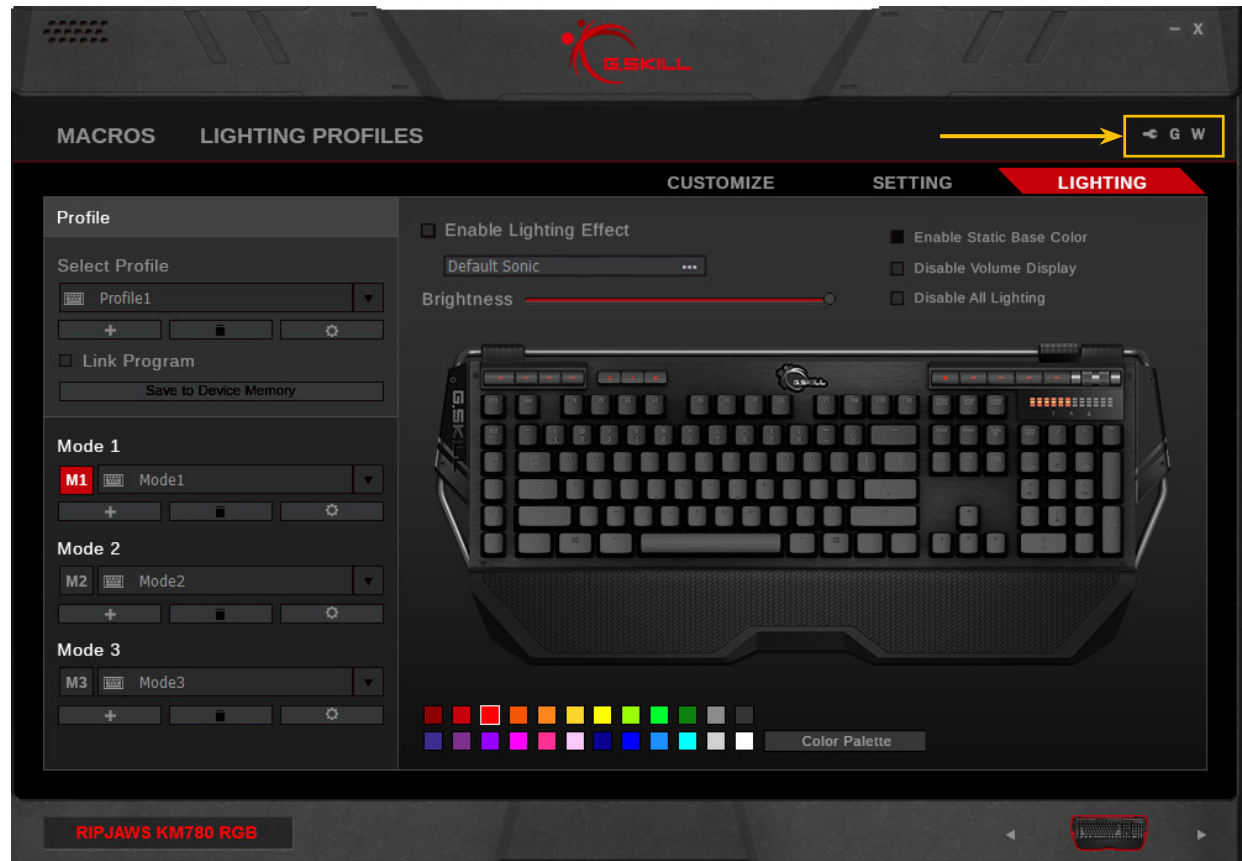 G.SKILL
– X
MACROS LIGHTING PROFILES
G W
CUSTOMIZE SETTING LIGHTING
Profile
Select Profile
Profile1
Link Program
Save to Device Memory
Mode 1
M1 Mode1
Mode 2
M2 Mode2
Mode 3
M3 Mode3
Enable Lighting Effect
Default Sonic ...
Brightness
Enable Static Base Color
Disable Volume Display
Disable All Lighting
G.SKILL
G.SKILL
Color Palette
RIPJAWS KM780 RGB